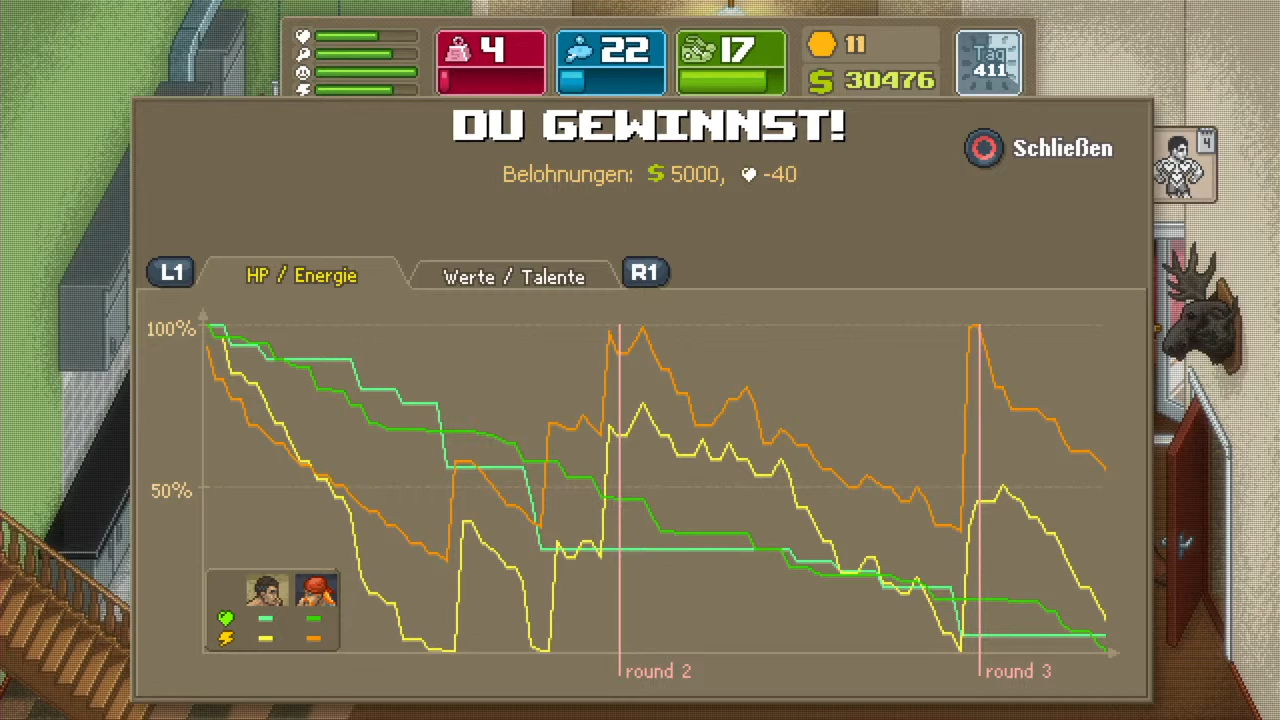 4 22 17 11
$ 30476
Tag
411
DU GEWINNST!
Schließen
4
Belohnungen: $ 5000, -40
L1 HP / Energie Werte / Talente R1
100%
50%
round 2 round 3